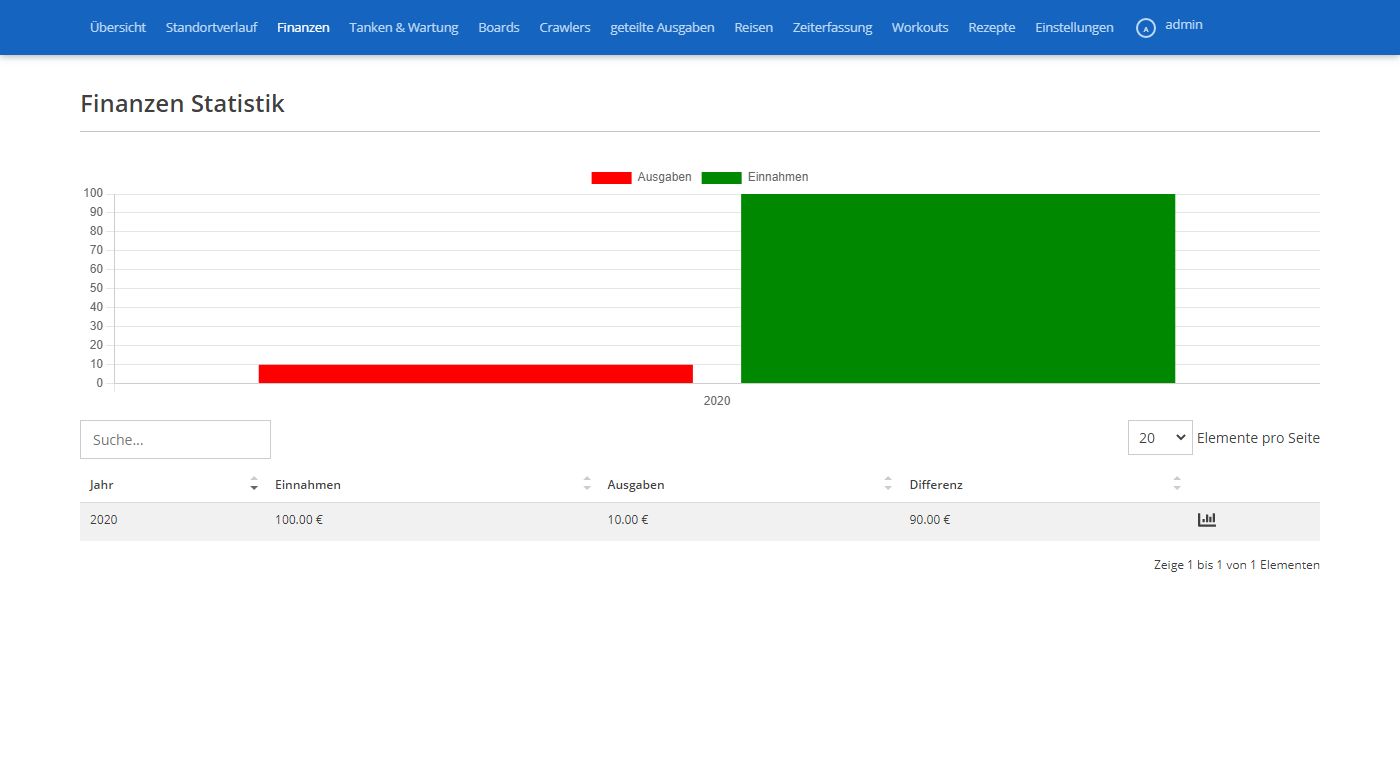 Übersicht Standortverlauf Finanzen Tanken & Wartung Boards Crawlers geteilte Ausgaben Reisen Zeiterfassung Workouts Rezepte Einstellungen A admin
Finanzen Statistik
Ausgaben Einnahmen
100
90
80
70
60
50
40
30
20
10
0
2020
Suche... 20 Elemente pro Seite
Jahr Einnahmen Ausgaben Differenz
2020 100.00 € 10.00 € 90.00 €
Zeige 1 bis 1 von 1 Elementen